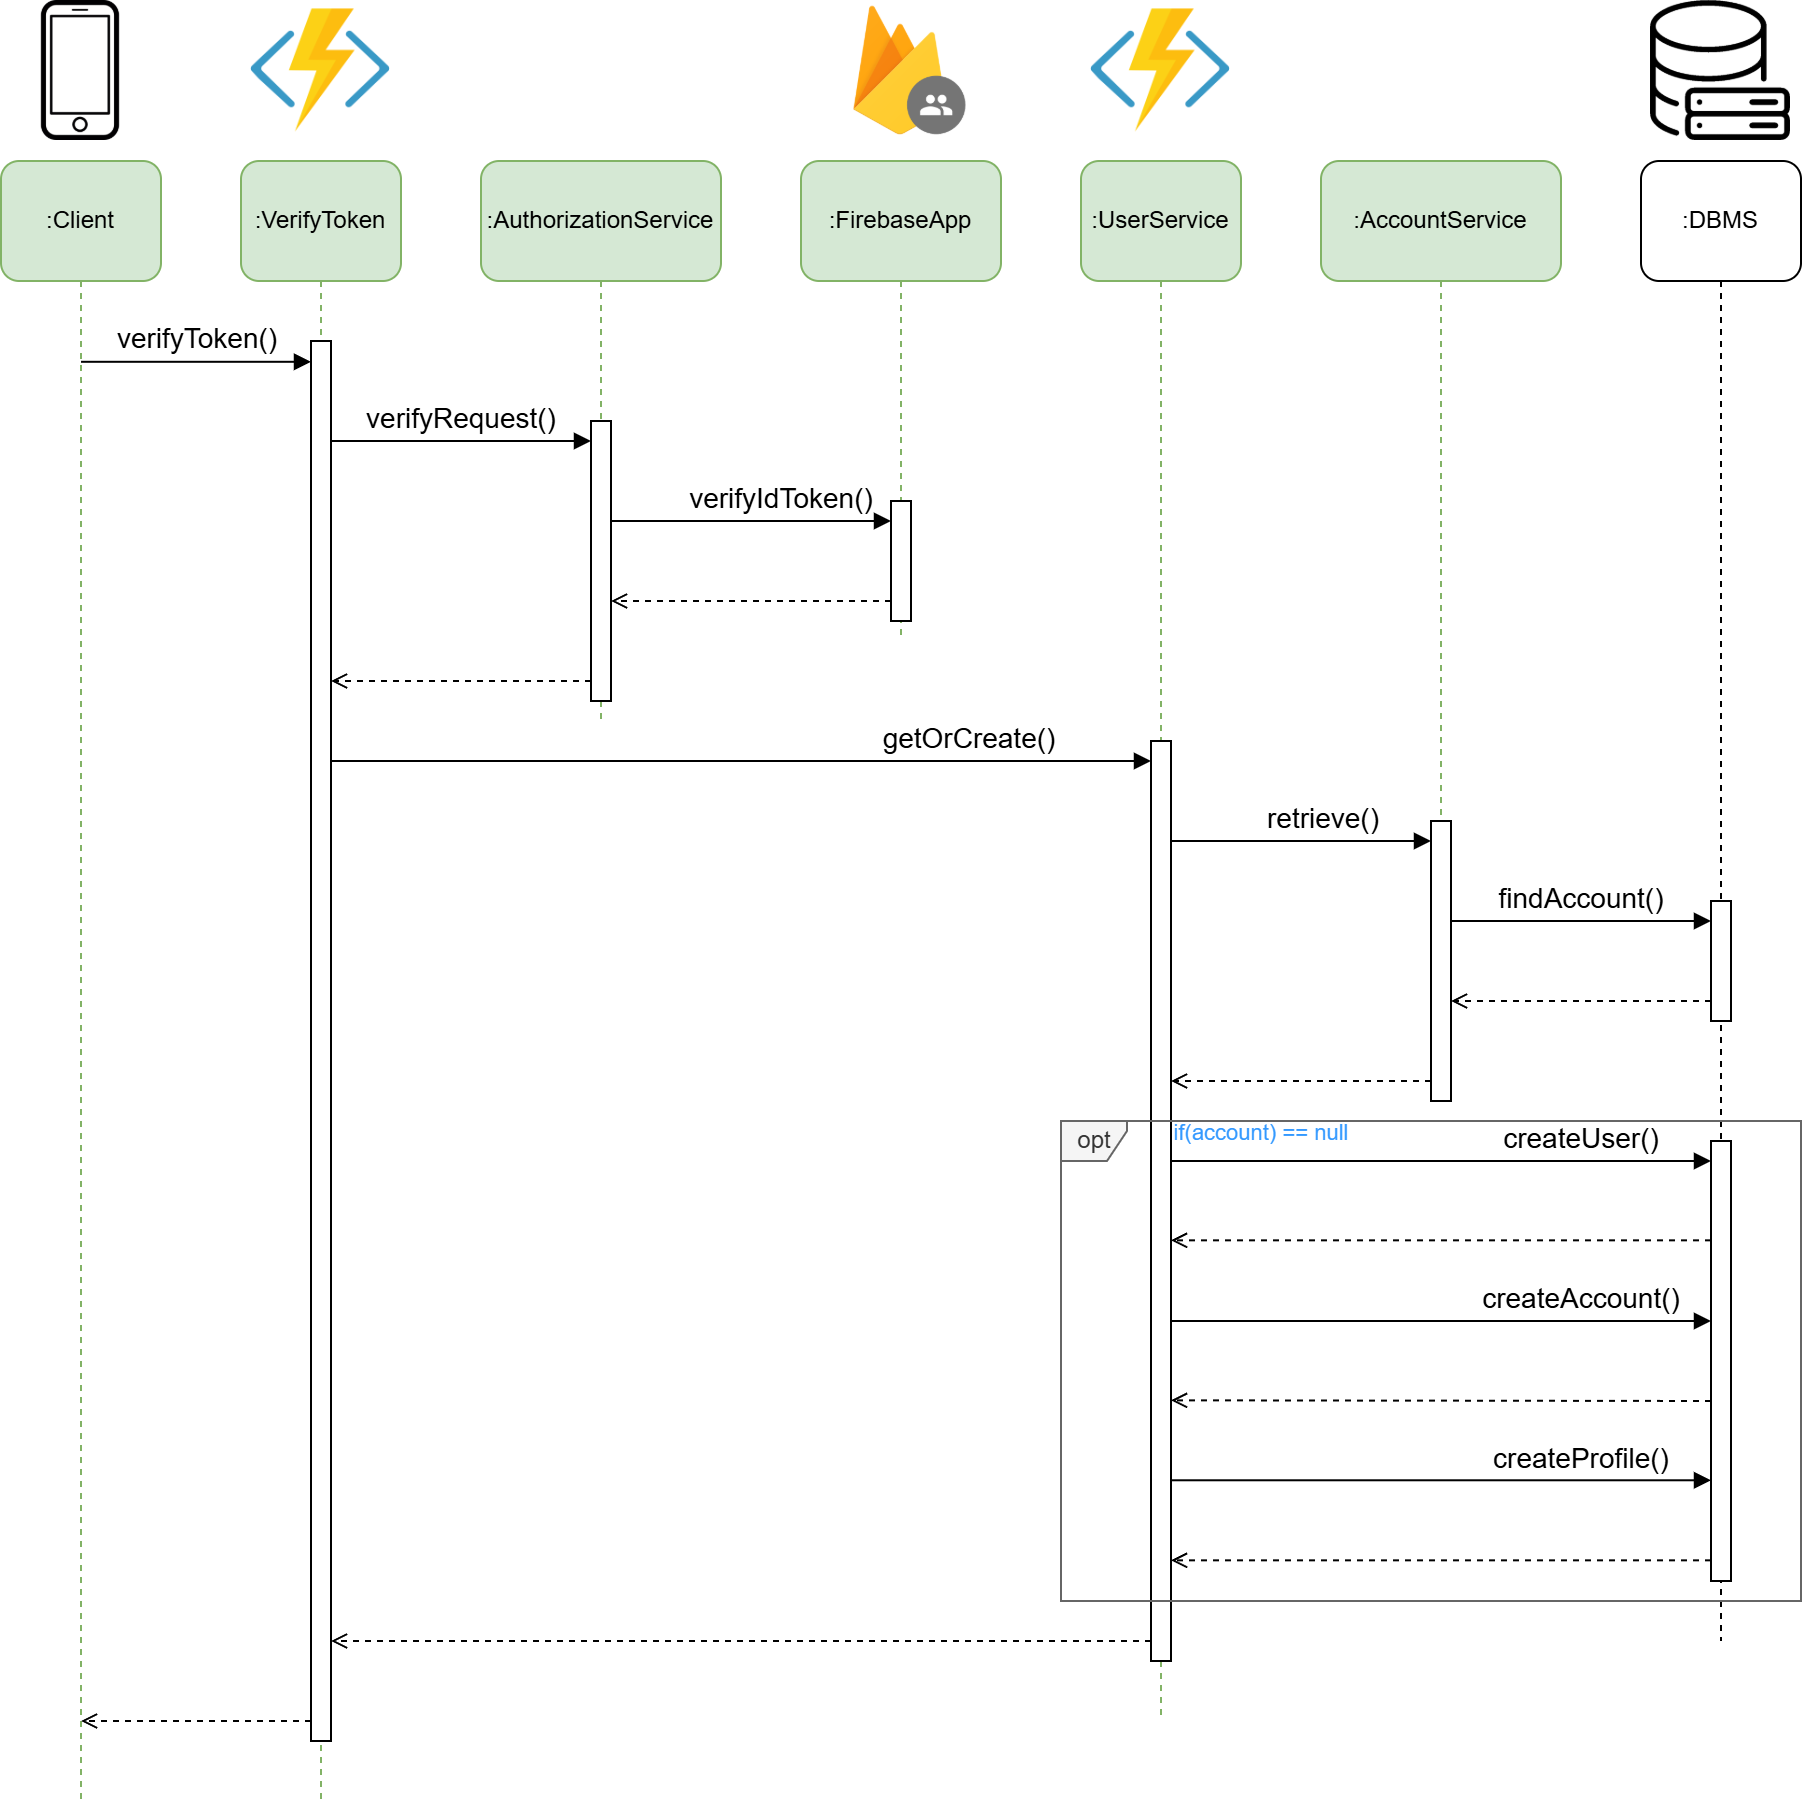 :Client
:VerifyToken
:AuthorizationService
:FirebaseApp
:UserService
:AccountService
:DBMS
verifyToken()
verifyRequest()
verifyIdToken()
getOrCreate()
retrieve()
findAccount()
opt
if(account) == null
createUser()
createAccount()
createProfile()